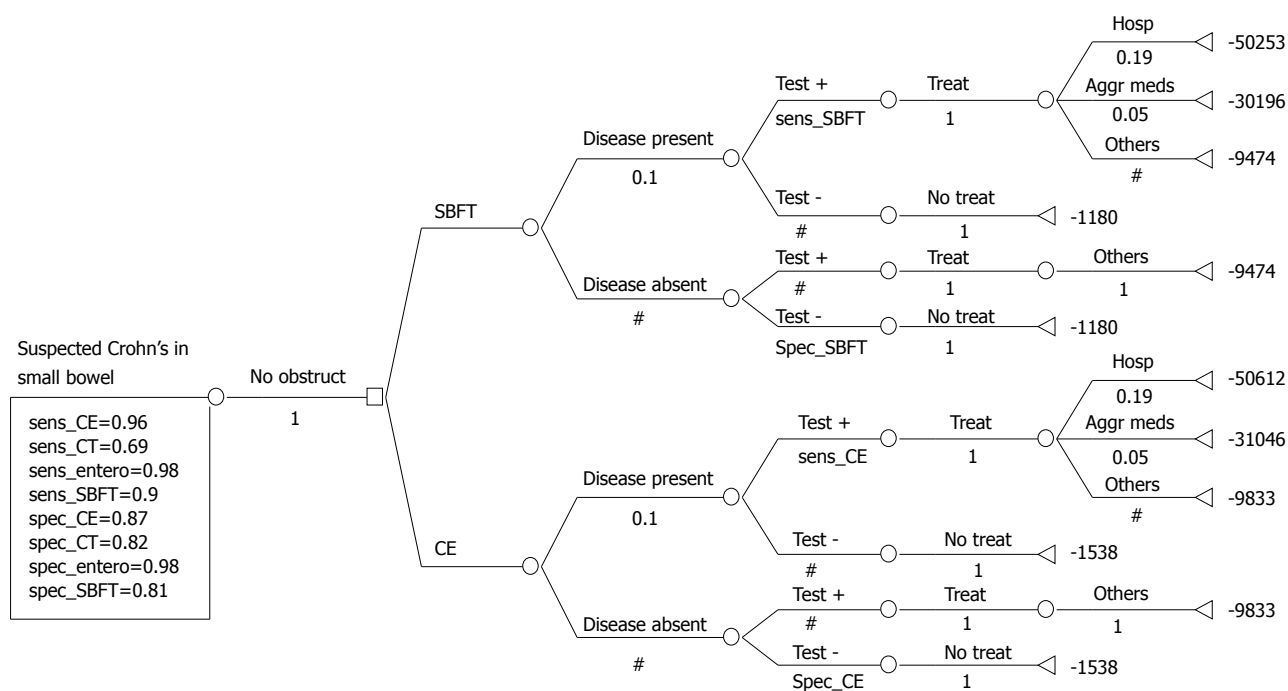 Hosp
-50253
0.19
Test +
Treat
Aggr meds
-30196
sens_SBFT
1
0.05
Disease present
Others
-9474
0.1
#
Test -
No treat
-1180
SBFT
#
1
Test +
Treat
Others
-9474
Disease absent
#
1
1
#
Test -
No treat
-1180
Spec_SBFT
1
Suspected Crohn's in
small bowel
No obstruct
1
sens_CE=0.96
sens_CT=0.69
sens_entero=0.98
sens_SBFT=0.9
spec_CE=0.87
spec_CT=0.82
spec_entero=0.98
spec_SBFT=0.81
Hosp
-50612
0.19
Test +
Treat
Aggr meds
-31046
sens_CE
1
0.05
Disease present
Others
-9833
0.1
#
CE
Test -
No treat
-1538
#
1
Test +
Treat
Others
-9833
Disease absent
#
1
1
#
Test -
No treat
-1538
Spec_CE
1